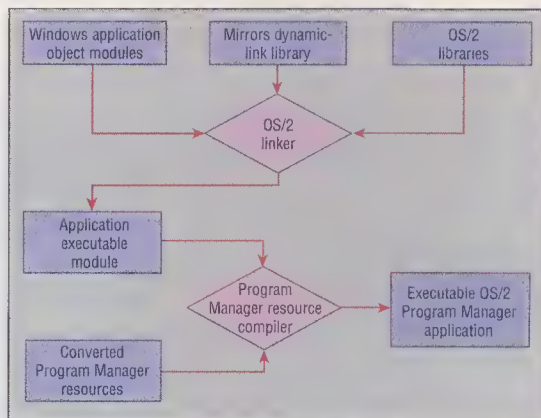 Windows application
object modules
Mirrors dynamic-
link library
OS/2
libraries
OS/2
linker
Application
executable
module
Program
Manager resource
compiler
Executable OS/2
Program Manager
application
Converted
Program Manager
resources